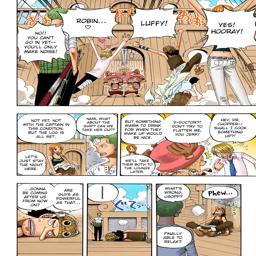 NO!!
YOU CAN'T
GO IN YET--
YOU'LL ONLY
MAKE NOISE!
ROBIN...
♡
LUFFY!
YES!
HOORAY!
NOT YET, NOT
WITH THE CAPTAIN IN
THIS CONDITION.
BUT THE LOG IS
ALL SET.
LET'S
JUST STAY
THE NIGHT
HERE.
NAMI, WHAT
ABOUT THE
SHIP? CAN WE
TAKE HER OUT?
BUT SOMETHING
WARM TO DRINK
FOR WHEN THEY
WAKE UP WOULD
BE NICE.
WE'LL TAKE
THEM BOTH TO
THE LOUNGE
LATER.
D-DOCTOR?!
DON'T TRY TO
FLATTER ME,
YOU JERK!!
HEY, DR.
CHOPPER--
SHALL I COOK
SOMETHING
UP?
GONNA
BE COMING
AFTER US
FROM NOW
ON?
ARE
GUYS AS
POWERFUL
AS THAT...
WHAT'S
WRONG,
USOPP?
FINALLY
ABLE TO
RELAX?
Phew...